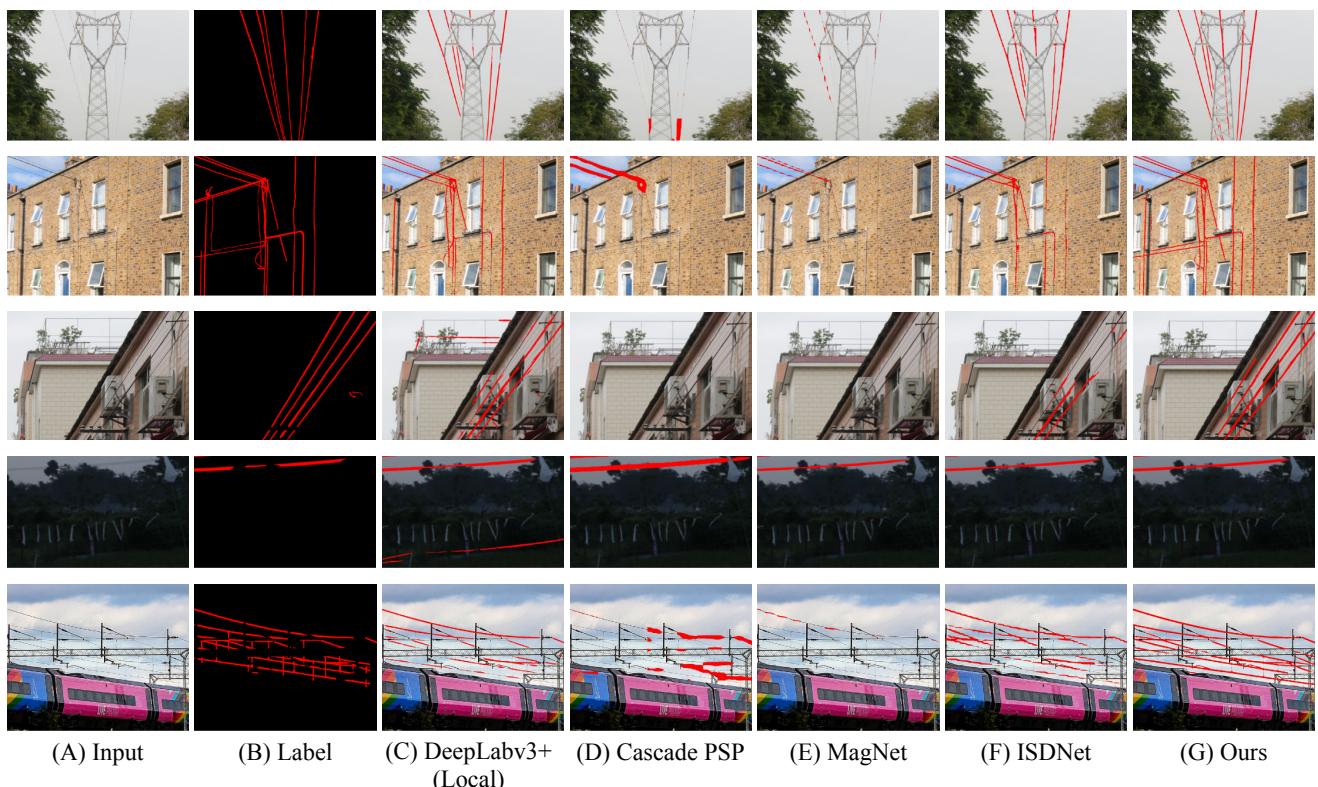 (A) Input
(B) Label
(C) DeepLabv3+
(Local)
(D) Cascade PSP
(E) MagNet
(F) ISDNet
(G) Ours